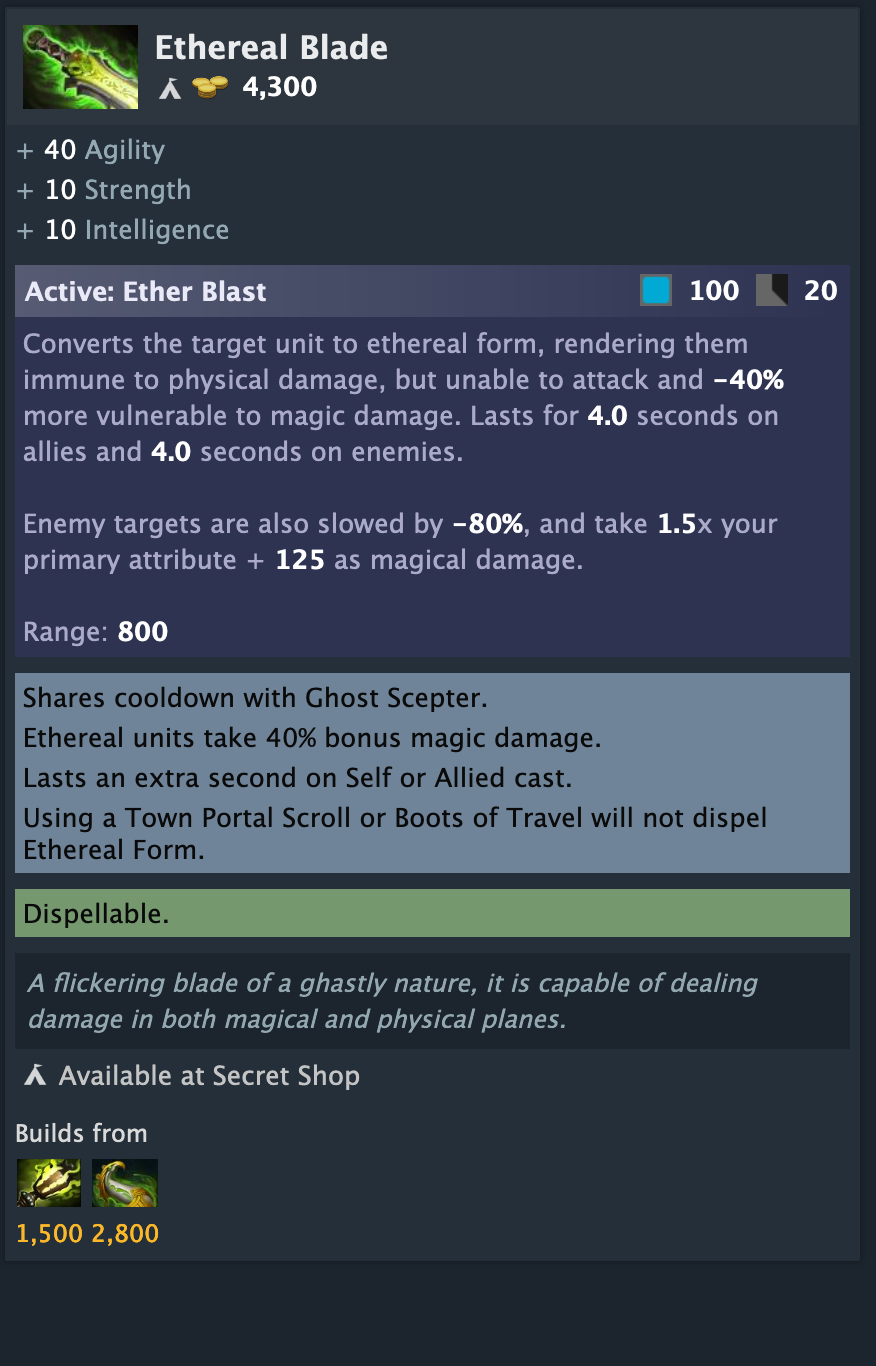 Ethereal Blade
4,300
+ 40 Agility
+ 10 Strength
+ 10 Intelligence
Active: Ether Blast 100 20
Converts the target unit to ethereal form, rendering them
immune to physical damage, but unable to attack and -40%
more vulnerable to magic damage. Lasts for 4.0 seconds on
allies and 4.0 seconds on enemies.
Enemy targets are also slowed by -80%, and take 1.5x your
primary attribute + 125 as magical damage.
Range: 800
Shares cooldown with Ghost Scepter.
Ethereal units take 40% bonus magic damage.
Lasts an extra second on Self or Allied cast.
Using a Town Portal Scroll or Boots of Travel will not dispel
Ethereal Form.
Dispellable.
A flickering blade of a ghastly nature, it is capable of dealing
damage in both magical and physical planes.
Available at Secret Shop
Builds from
1,500 2,800